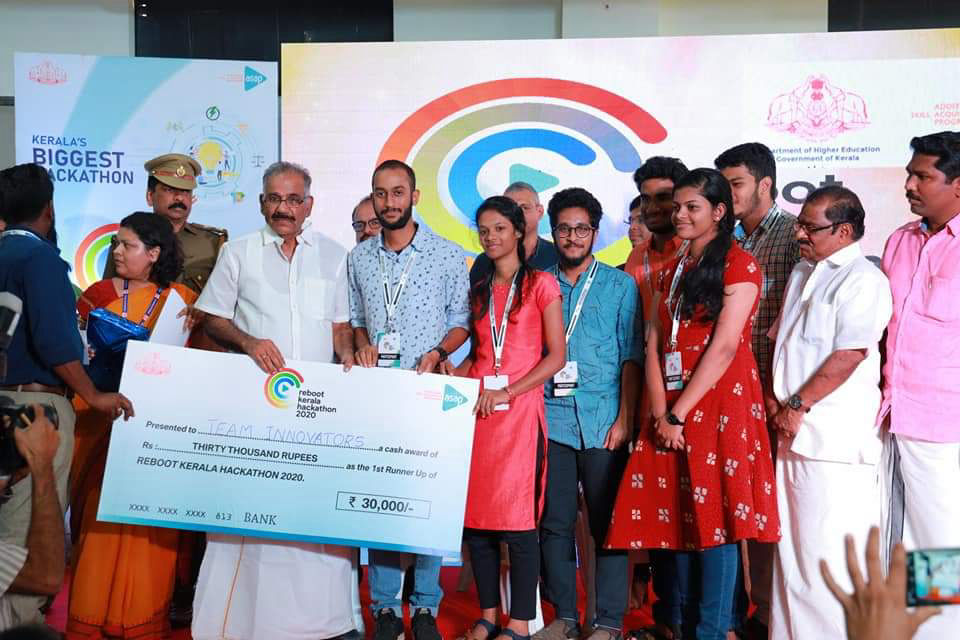 asap
KERALA'S
BIGGEST
HACKATHON
Department of Higher Education
Government of Kerala
reboot
kerala
hackathon
2020
asap
Presented to TEAM INNOVATORS a cash award of
Rs : THIRTY THOUSAND RUPEES as the 1st Runner Up of
REBOOT KERALA HACKATHON 2020.
₹ 30,000/-
XXXX XXXX XXXX 613 BANK